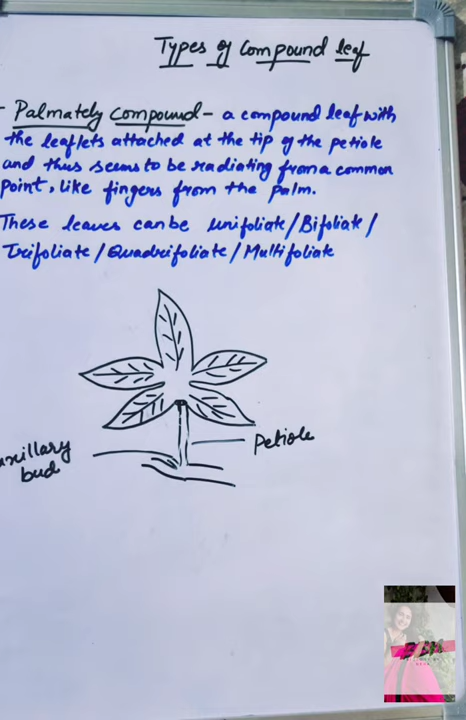 Types of Compound leaf
- Palmately Compound - a compound leaf with
the leaflets attached at the tip of the petiole
and thus seems to be radiating from a common
point, like fingers from the palm.
These leaves can be unifoliate/Bifoliate/
Trifoliate/Quadrifoliate/Multifoliate
Petiole
auxillary
bud